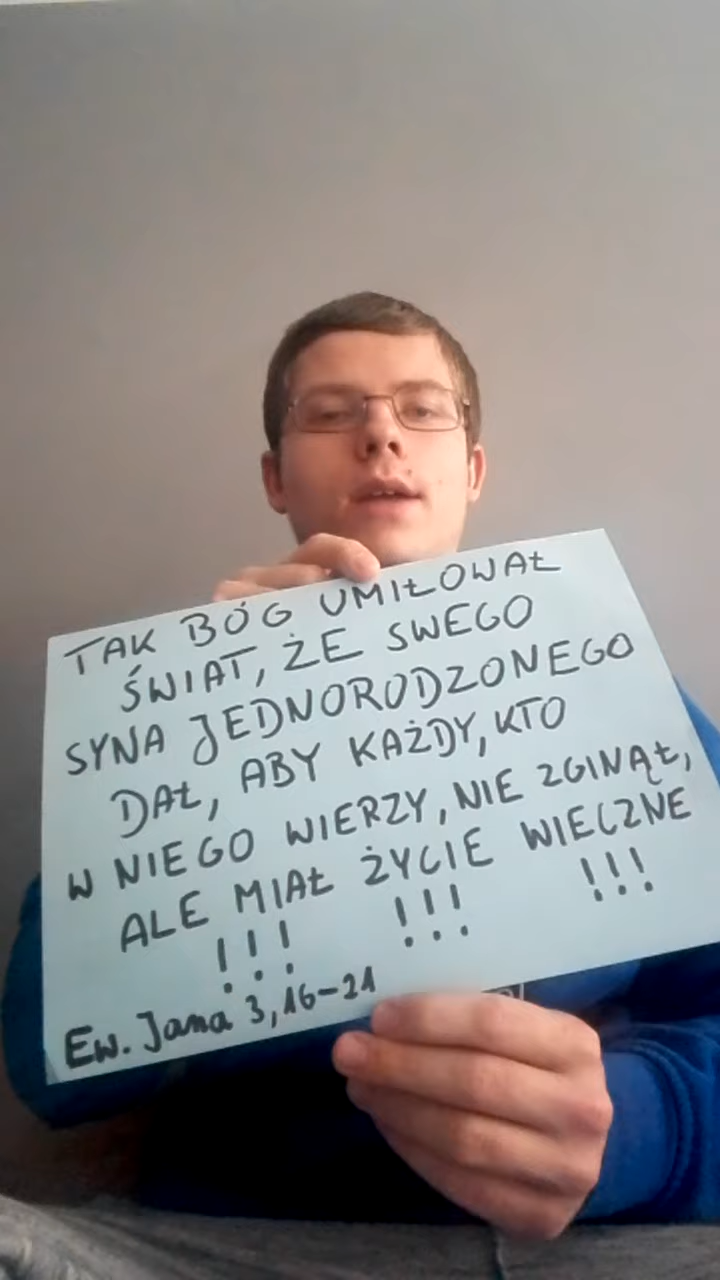 TAK BÓG UMIŁOWAŁ
ŚWIAT, ŻE SWEGO
SYNA JEDNORODZONEGO
DAŁ, ABY KAŻDY, KTO
W NIEGO WIERZY, NIE ZGINĄŁ,
ALE MIAŁ ŻYCIE WIECZNE
!!! !!! !!!
Ew. Jana 3, 16-21